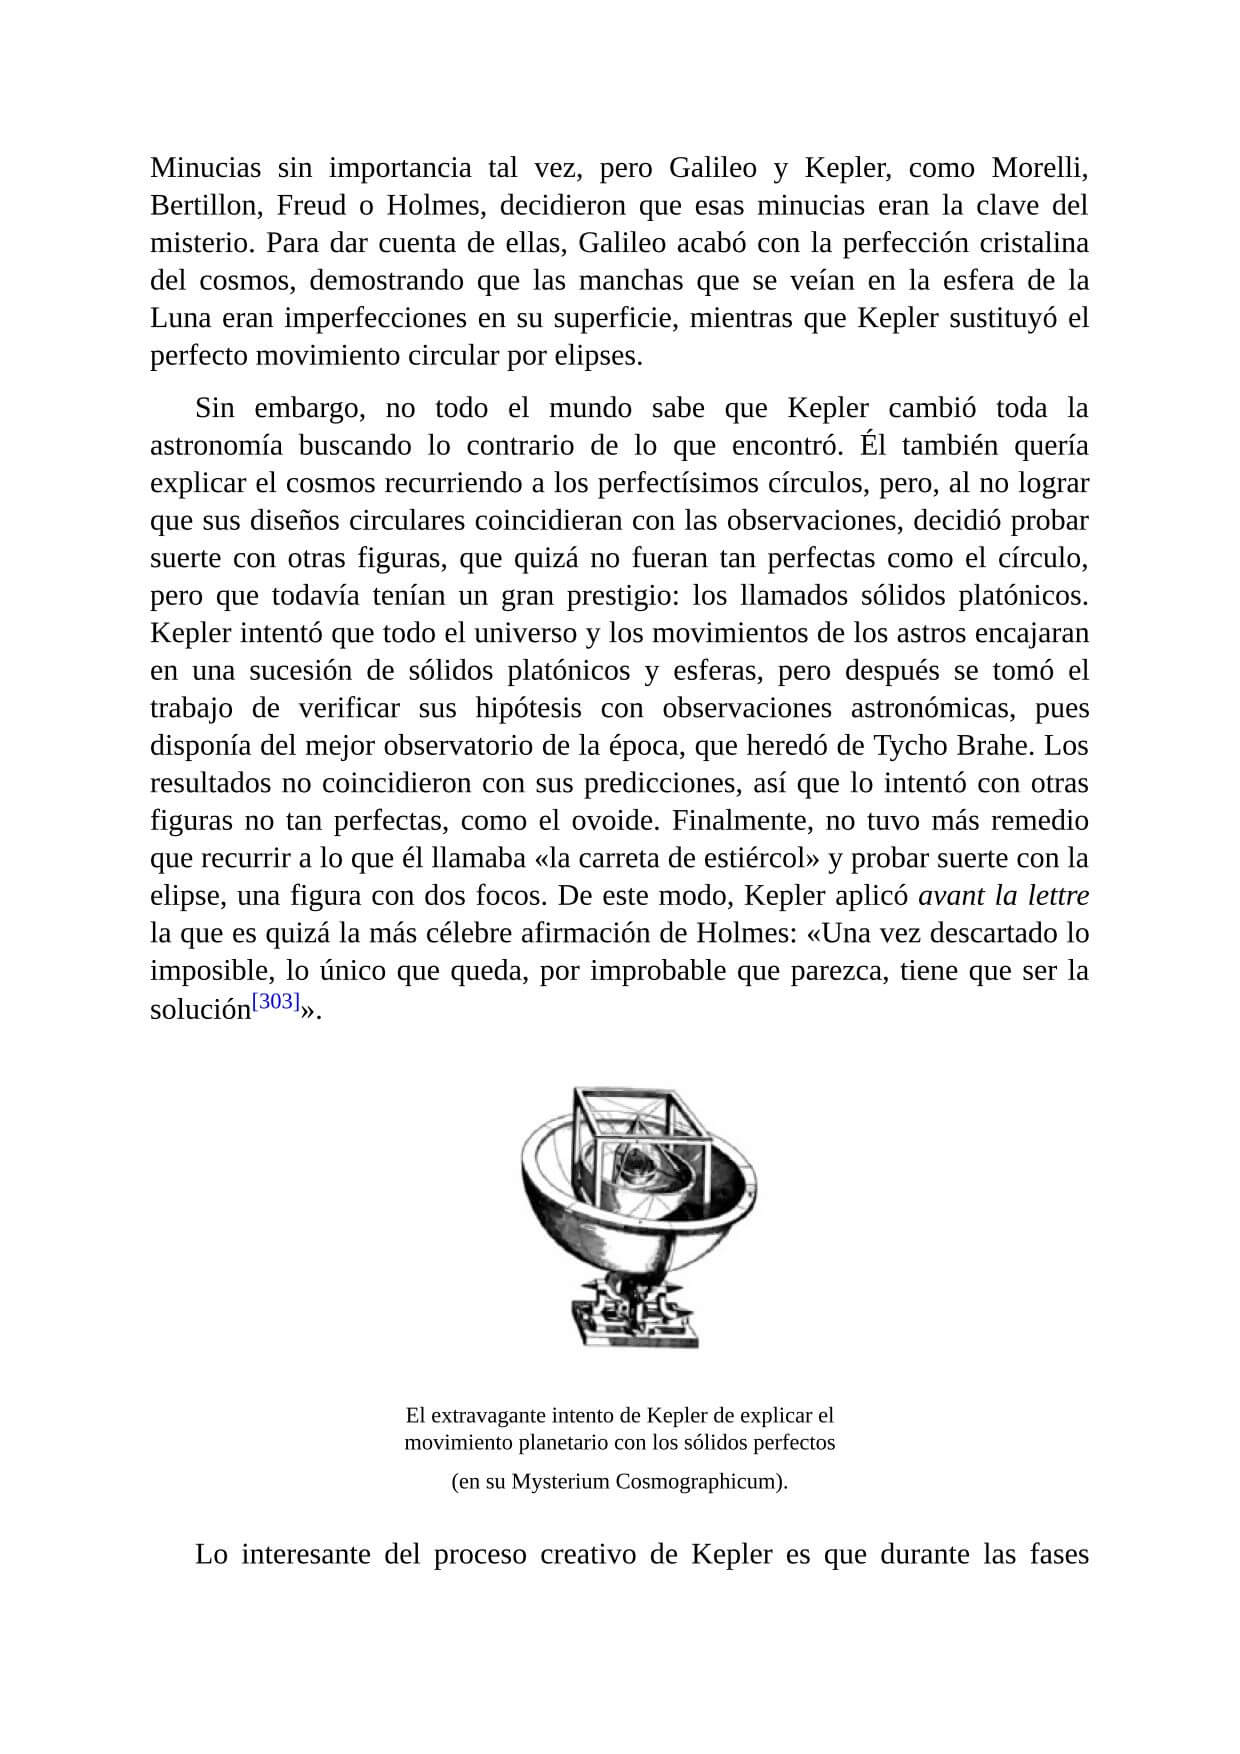 Minucias sin importancia tal vez, pero Galileo y Kepler, como Morelli,
Bertillon, Freud o Holmes, decidieron que esas minucias eran la clave del
misterio. Para dar cuenta de ellas, Galileo acabó con la perfección cristalina
del cosmos, demostrando que las manchas que se veían en la esfera de la
Luna eran imperfecciones en su superficie, mientras que Kepler sustituyó el
perfecto movimiento circular por elipses.
Sin embargo, no todo el mundo sabe que Kepler cambió toda la
astronomía buscando lo contrario de lo que encontró. Él también quería
explicar el cosmos recurriendo a los perfectísimos círculos, pero, al no lograr
que sus diseños circulares coincidieran con las observaciones, decidió probar
suerte con otras figuras, que quizá no fueran tan perfectas como el círculo,
pero que todavía tenían un gran prestigio: los llamados sólidos platónicos.
Kepler intentó que todo el universo y los movimientos de los astros encajaran
en una sucesión de sólidos platónicos y esferas, pero después se tomó el
trabajo de verificar sus hipótesis con observaciones astronómicas, pues
disponía del mejor observatorio de la época, que heredó de Tycho Brahe. Los
resultados no coincidieron con sus predicciones, así que lo intentó con otras
figuras no tan perfectas, como el ovoide. Finalmente, no tuvo más remedio
que recurrir a lo que él llamaba «la carreta de estiércol» y probar suerte con la
elipse, una figura con dos focos. De este modo, Kepler aplicó avant la lettre
la que es quizá la más célebre afirmación de Holmes: «Una vez descartado lo
imposible, lo único que queda, por improbable que parezca, tiene que ser la
solución[303]».
El extravagante intento de Kepler de explicar el
movimiento planetario con los sólidos perfectos
(en su Mysterium Cosmographicum).
Lo interesante del proceso creativo de Kepler es que durante las fases